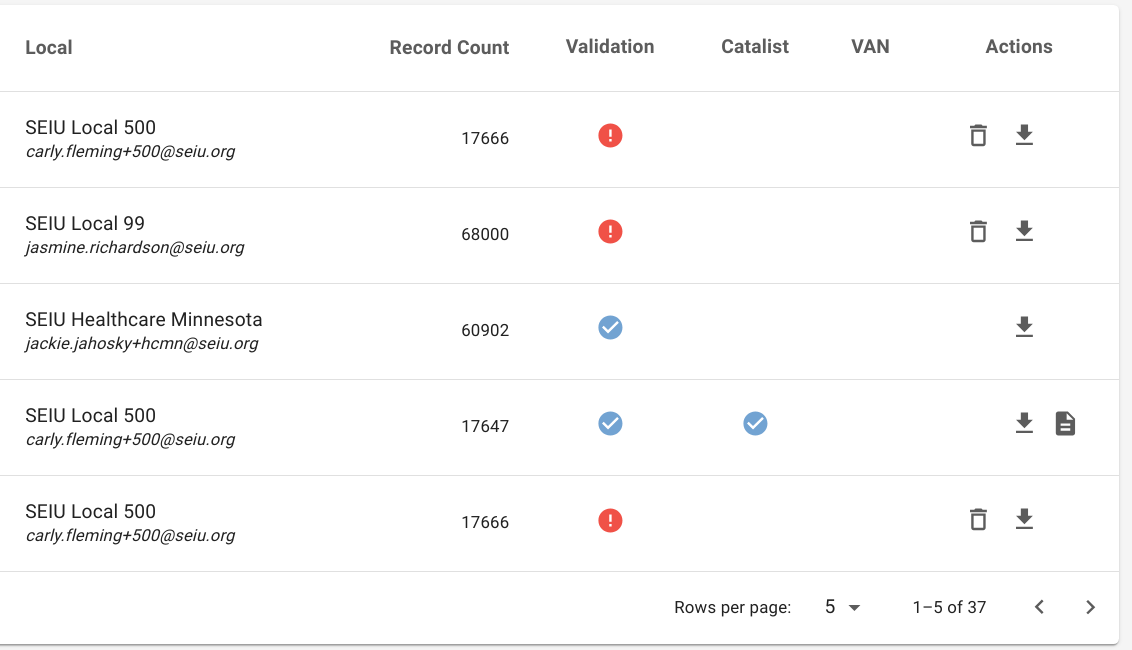 Local Record Count Validation Catalist VAN Actions
SEIU Local 500
carly.fleming+500@seiu.org
17666
SEIU Local 99
jasmine.richardson@seiu.org
68000
SEIU Healthcare Minnesota
jackie.jahosky+hcmn@seiu.org
60902
SEIU Local 500
carly.fleming+500@seiu.org
17647
SEIU Local 500
carly.fleming+500@seiu.org
17666
Rows per page: 5 1–5 of 37